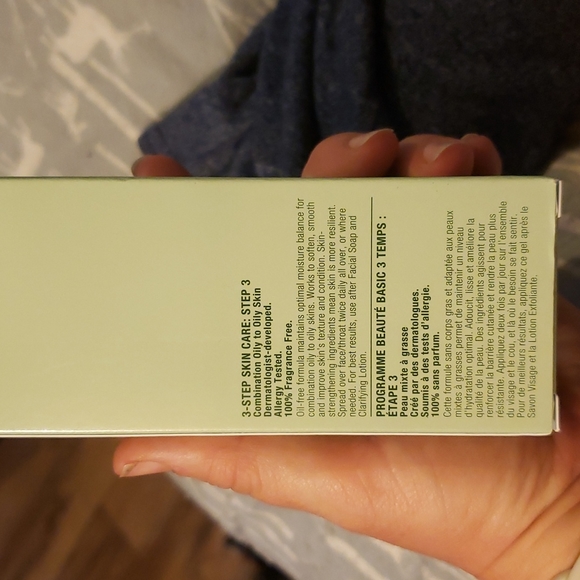 3-STEP SKIN CARE: STEP 3
Combination Oily to Oily Skin
Dermatologist-developed.
Allergy Tested.
100% Fragrance Free.
Oil-free formula maintains optimal moisture balance for
combination oily to oily skins. Works to soften, smooth
and improve skin's texture and condition. Skin-
strengthening ingredients mean skin is more resilient.
Spread over face/throat twice daily all over, or where
needed. For best results, use after Facial Soap and
Clarifying Lotion.
PROGRAMME BEAUTÉ BASIC 3 TEMPS :
ÉTAPE 3
Peau mixte à grasse
Créé par des dermatologues.
Soumis à des tests d'allergie.
100% sans parfum.
Cette formule sans corps gras et adaptée aux peaux
mixtes à grasses permet de maintenir un niveau
d'hydratation optimal. Adoucit, lisse et améliore la
qualité de la peau. Des ingrédients agissent pour
renforcer la barrière cutanée et rendre la peau plus
résistante. Appliquez deux fois par jour sur l'ensemble
du visage et le cou, et là où le besoin se fait sentir.
Pour de meilleurs résultats, appliquez ce gel après le
Savon Visage et la Lotion Exfoliante.